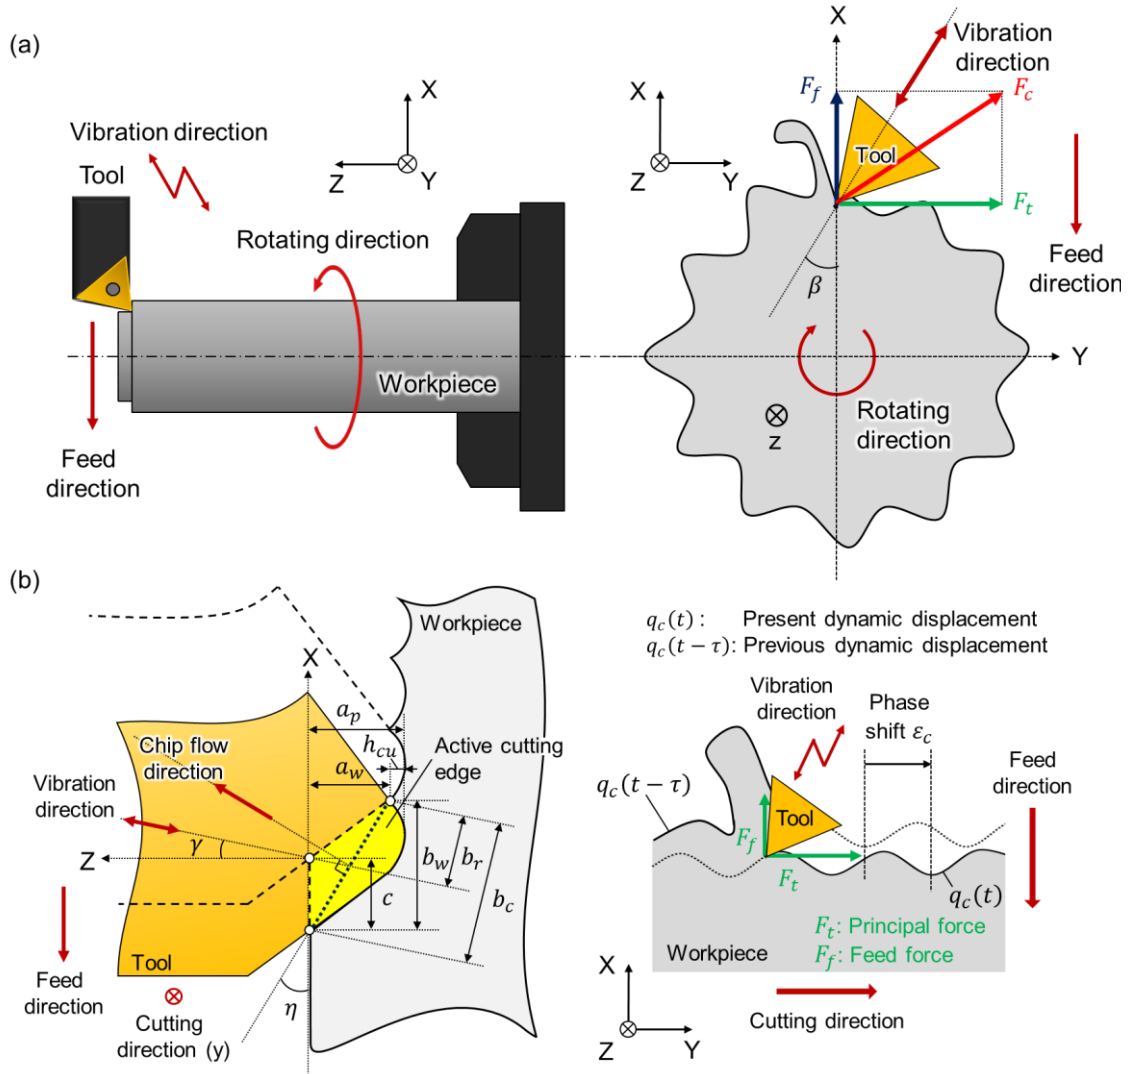 (a)
Vibration direction
Tool
X
Z
Y
Rotating direction
Workpiece
Feed
direction
X
Vibration
direction
F_f
F_c
X
Z
Y
Tool
F_t
Feed
direction
β
Y
Rotating
direction
z
(b)
Workpiece
X
a_p
h_cu
Chip flow
direction
a_w
Active cutting
edge
Vibration
direction
γ
Z
b_w
b_r
c
b_c
Tool
Feed
direction
η
Cutting
direction (y)
q_c(t) : Present dynamic displacement
q_c(t − τ): Previous dynamic displacement
Vibration
direction
Phase
shift ε_c
Feed
direction
q_c(t − τ)
Tool
F_f
F_t
q_c(t)
F_t: Principal force
F_f: Feed force
Workpiece
X
Z
Y
Cutting direction